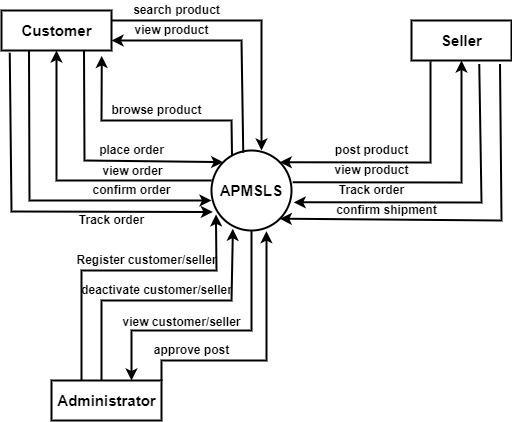 search product
Customer
view product
Seller
browse product
place order
post product
view order
view product
APMSLS
confirm order
Track order
confirm shipment
Track order
Register customer/seller
deactivate customer/seller
view customer/seller
approve post
Administrator